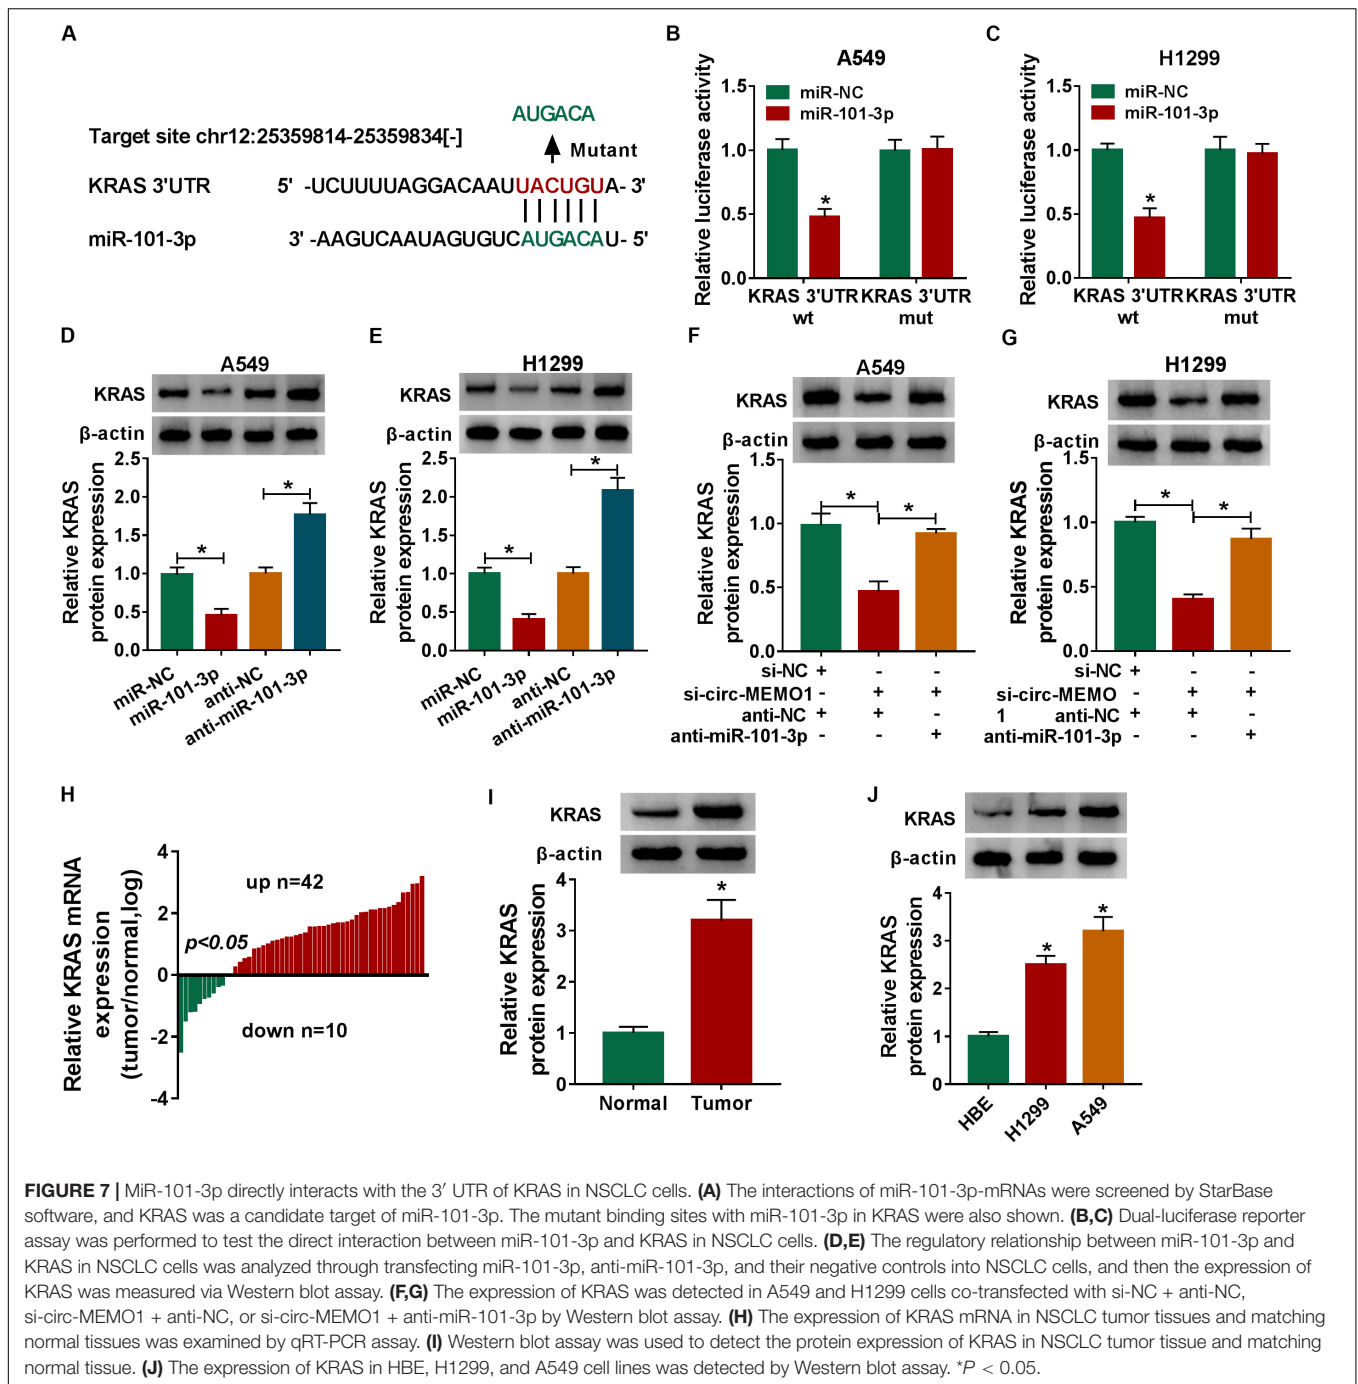 A
AUGACA
Target site chr12:25359814-25359834[-]
Mutant
KRAS 3'UTR 5' -UCUUUUAGGACAAUUACUGUA- 3'
miR-101-3p 3' -AAGUCAAUAGUGUCAUGACAU- 5'
B
A549
Relative luciferase activity
1.5
1.0
0.5
0.0
miR-NC
miR-101-3p
*
KRAS 3'UTR KRAS 3'UTR
wt mut
C
H1299
Relative luciferase activity
1.5
1.0
0.5
0.0
miR-NC
miR-101-3p
*
KRAS 3'UTR KRAS 3'UTR
wt mut
D
A549
KRAS
β-actin
Relative KRAS
protein expression
2.5
2.0
1.5
1.0
0.5
0.0
*
*
miR-NC
miR-101-3p
anti-NC
anti-miR-101-3p
E
H1299
KRAS
β-actin
Relative KRAS
protein expression
2.5
2.0
1.5
1.0
0.5
0.0
*
*
miR-NC
miR-101-3p
anti-NC
anti-miR-101-3p
F
A549
KRAS
β-actin
Relative KRAS
protein expression
1.5
1.0
0.5
0.0
*
*
si-NC + - -
si-circ-MEMO1 - + +
anti-NC + + -
anti-miR-101-3p - - +
G
H1299
KRAS
β-actin
Relative KRAS
protein expression
1.5
1.0
0.5
0.0
*
*
si-NC + - -
si-circ-MEMO - + +
1 anti-NC + + -
anti-miR-101-3p - - +
H
Relative KRAS mRNA
expression
(tumor/normal,log)
4
2
0
-2
-4
up n=42
p<0.05
down n=10
I
KRAS
β-actin
Relative KRAS
protein expression
4
3
2
1
0
*
Normal Tumor
J
KRAS
β-actin
Relative KRAS
protein expression
4
3
2
1
0
*
*
HBE
H1299
A549
FIGURE 7 | MiR-101-3p directly interacts with the 3′ UTR of KRAS in NSCLC cells. (A) The interactions of miR-101-3p-mRNAs were screened by StarBase
software, and KRAS was a candidate target of miR-101-3p. The mutant binding sites with miR-101-3p in KRAS were also shown. (B,C) Dual-luciferase reporter
assay was performed to test the direct interaction between miR-101-3p and KRAS in NSCLC cells. (D,E) The regulatory relationship between miR-101-3p and
KRAS in NSCLC cells was analyzed through transfecting miR-101-3p, anti-miR-101-3p, and their negative controls into NSCLC cells, and then the expression of
KRAS was measured via Western blot assay. (F,G) The expression of KRAS was detected in A549 and H1299 cells co-transfected with si-NC + anti-NC,
si-circ-MEMO1 + anti-NC, or si-circ-MEMO1 + anti-miR-101-3p by Western blot assay. (H) The expression of KRAS mRNA in NSCLC tumor tissues and matching
normal tissues was examined by qRT-PCR assay. (I) Western blot assay was used to detect the protein expression of KRAS in NSCLC tumor tissue and matching
normal tissue. (J) The expression of KRAS in HBE, H1299, and A549 cell lines was detected by Western blot assay. *P < 0.05.